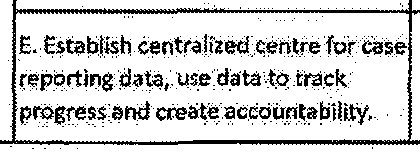 E. Establish centralized centre for case
reporting data, use data to track
progress and create accountability.